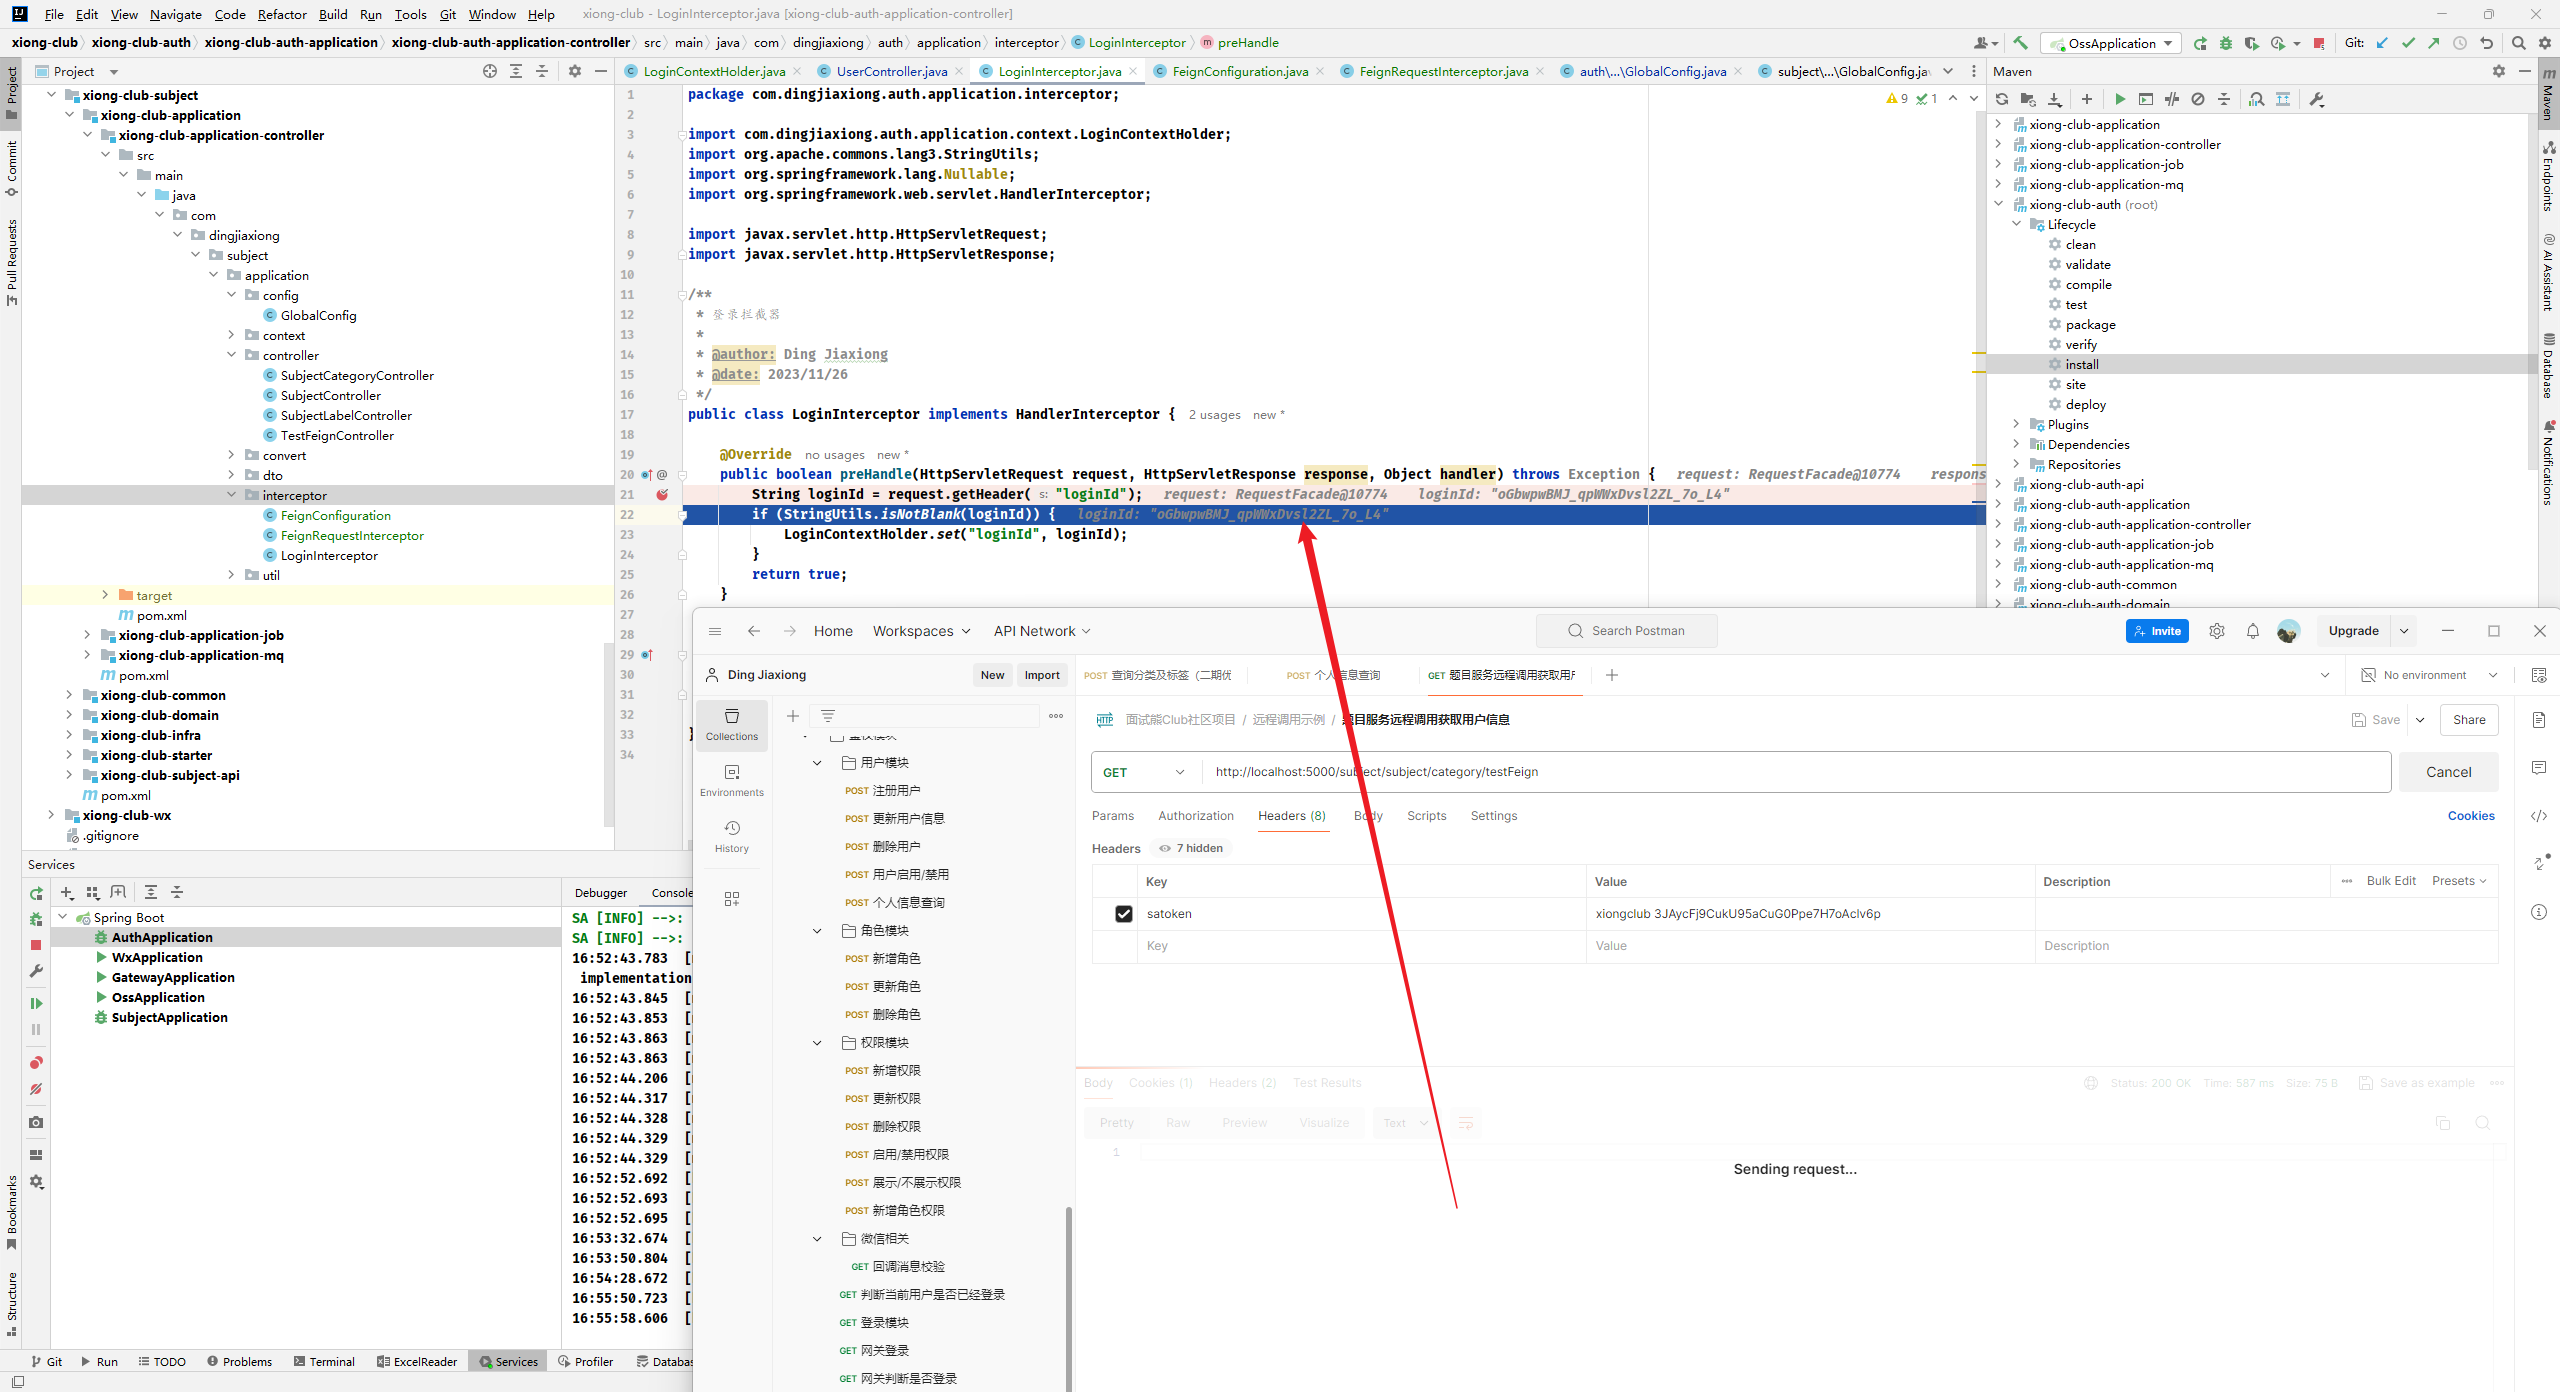 File Edit View Navigate Code Refactor Build Run Tools Git Window Help xiong-club - LoginInterceptor.java [xiong-club-auth-application-controller]
xiong-club xiong-club-auth xiong-club-auth-application xiong-club-auth-application-controller src main java com dingjiaxiong auth application interceptor LoginInterceptor preHandle
OssApplication Git:
Project
LoginContextHolder.java UserController.java LoginInterceptor.java FeignConfiguration.java FeignRequestInterceptor.java auth\...\GlobalConfig.java subject\...\GlobalConfig.ja
Maven
Project
Commit
Pull Requests
Bookmarks
Structure
xiong-club-subject
xiong-club-application
xiong-club-application-controller
src
main
java
com
dingjiaxiong
subject
application
config
GlobalConfig
context
controller
SubjectCategoryController
SubjectController
SubjectLabelController
TestFeignController
convert
dto
interceptor
FeignConfiguration
FeignRequestInterceptor
LoginInterceptor
util
target
pom.xml
xiong-club-application-job
xiong-club-application-mq
pom.xml
xiong-club-common
xiong-club-domain
xiong-club-infra
xiong-club-starter
xiong-club-subject-api
pom.xml
xiong-club-wx
.gitignore
9 1
1 package com.dingjiaxiong.auth.application.interceptor;
2
3 import com.dingjiaxiong.auth.application.context.LoginContextHolder;
4 import org.apache.commons.lang3.StringUtils;
5 import org.springframework.lang.Nullable;
6 import org.springframework.web.servlet.HandlerInterceptor;
7
8 import javax.servlet.http.HttpServletRequest;
9 import javax.servlet.http.HttpServletResponse;
10
11 /**
12 * 登录拦截器
13 *
14 * @author: Ding Jiaxiong
15 * @date: 2023/11/26
16 */
17 public class LoginInterceptor implements HandlerInterceptor { 2 usages new *
18
19 @Override no usages new *
20 public boolean preHandle(HttpServletRequest request, HttpServletResponse response, Object handler) throws Exception { request: RequestFacade@10774 respons
21 String loginId = request.getHeader( s: "loginId"); request: RequestFacade@10774 loginId: "oGbwpwBMJ_qpWWxDvsl2ZL_7o_L4"
22 if (StringUtils.isNotBlank(loginId)) { loginId: "oGbwpwBMJ_qpWWxDvsl2ZL_7o_L4"
23 LoginContextHolder.set("loginId", loginId);
24 }
25 return true;
26 }
27
28
29
30
31
32
33 }
34
xiong-club-application
xiong-club-application-controller
xiong-club-application-job
xiong-club-application-mq
xiong-club-auth (root)
Lifecycle
clean
validate
compile
test
package
verify
install
site
deploy
Plugins
Dependencies
Repositories
xiong-club-auth-api
xiong-club-auth-application
xiong-club-auth-application-controller
xiong-club-auth-application-job
xiong-club-auth-application-mq
xiong-club-auth-common
xiong-club-auth-domain
Maven
Endpoints
AI Assistant
Database
Notifications
Services
Spring Boot
AuthApplication
WxApplication
GatewayApplication
OssApplication
SubjectApplication
Debugger Console
SA [INFO] -->:
SA [INFO] -->:
16:52:43.783 [
implementation
16:52:43.845 [
16:52:43.853 [
16:52:43.863 [
16:52:43.863 [
16:52:44.206 [
16:52:44.317 [
16:52:44.328 [
16:52:44.329 [
16:52:44.329 [
16:52:52.692 [
16:52:52.693 [
16:52:52.695 [
16:53:32.674 [
16:53:50.804 [
16:54:28.672 [
16:55:50.723 [
16:55:58.606 [
Git Run TODO Problems Terminal ExcelReader Services Profiler Databas
Home Workspaces API Network Search Postman Invite Upgrade
Ding Jiaxiong New Import POST 查询分类及标签（二期优 POST 个人信息查询 GET 题目服务远程调用获取用户 No environment
Collections
Environments
History
用户模块
POST 注册用户
POST 更新用户信息
POST 删除用户
POST 用户启用/禁用
POST 个人信息查询
角色模块
POST 新增角色
POST 更新角色
POST 删除角色
权限模块
POST 新增权限
POST 更新权限
POST 删除权限
POST 启用/禁用权限
POST 展示/不展示权限
POST 新增角色权限
微信相关
GET 回调消息校验
GET 判断当前用户是否已经登录
GET 登录模块
GET 网关登录
GET 网关判断是否登录
HTTP 面试熊Club社区项目 / 远程调用示例 / 题目服务远程调用获取用户信息 Save Share
GET http://localhost:5000/subject/subject/category/testFeign Cancel
Params Authorization Headers (8) Body Scripts Settings Cookies
Headers 7 hidden
Key Value Description Bulk Edit Presets
satoken xiongclub 3JAycFj9CukU95aCuG0Ppe7H7oAclv6p
Key Value Description
Body Cookies (1) Headers (2) Test Results Status: 200 OK Time: 587 ms Size: 75 B Save as example
Pretty Raw Preview Visualize Text
1
Sending request...